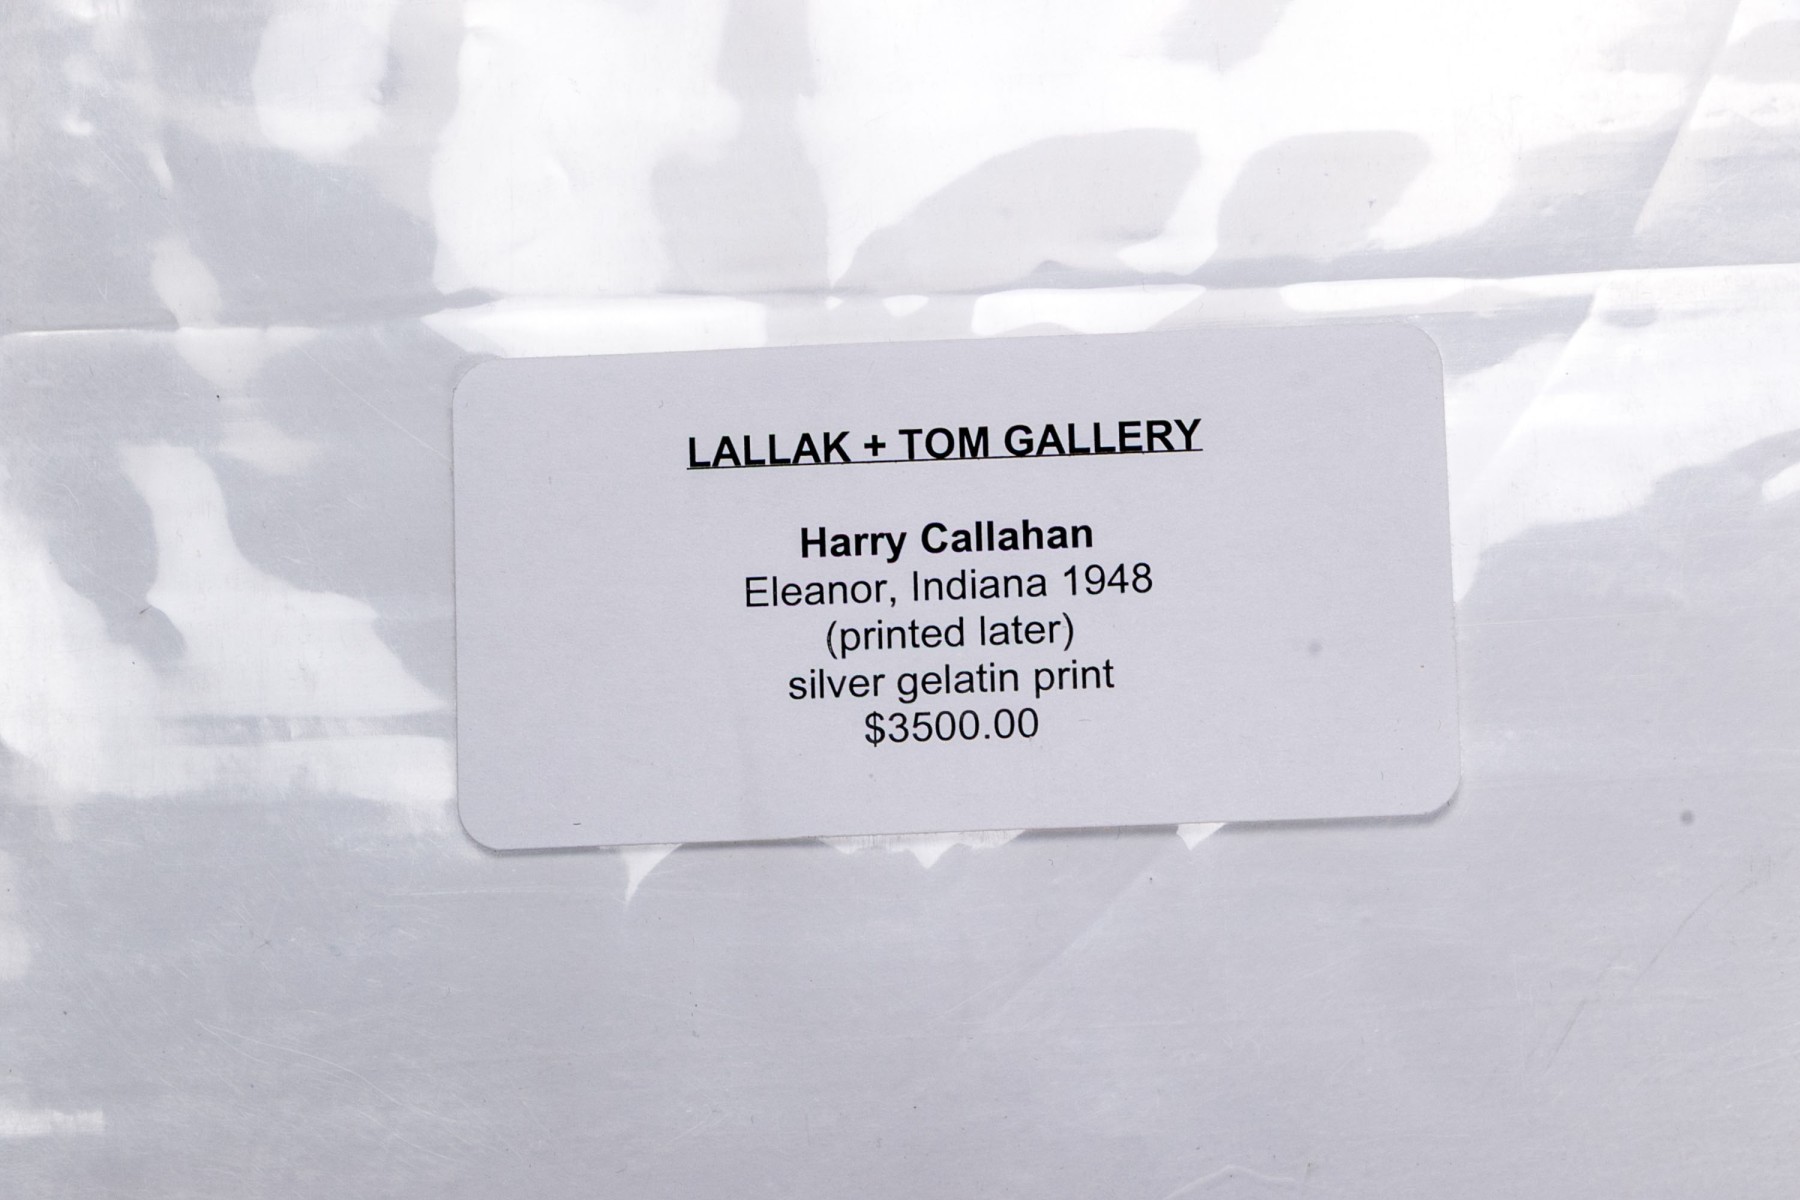 LALLAK + TOM GALLERY
Harry Callahan
Eleanor, Indiana 1948
(printed later)
silver gelatin print
$3500.00